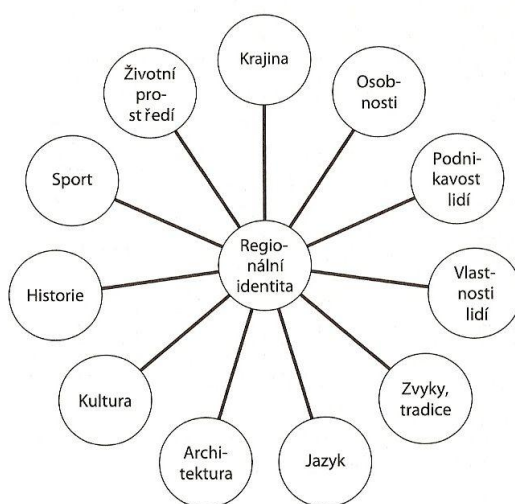 Krajina
Osob-
nosti
Podni-
kavost
lidí
Vlast-
nosti
lidí
Zvyky,
tradice
Jazyk
Archi-
tektura
Kultura
Historie
Sport
Životní
pro-
středí
Regio-
nální
identita